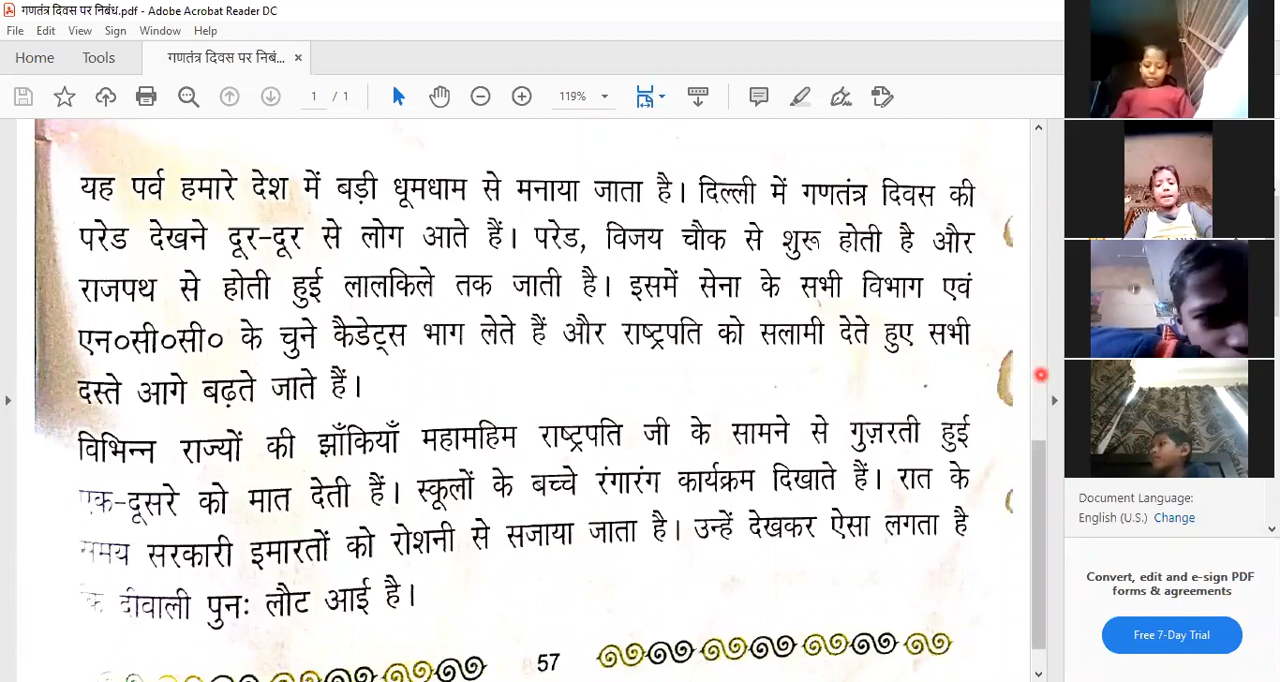 गणतंत्र दिवस पर निबंध.pdf - Adobe Acrobat Reader DC
File Edit View Sign Window Help
Home Tools गणतंत्र दिवस पर निबं... ×
1 / 1 119%
यह पर्व हमारे देश में बड़ी धूमधाम से मनाया जाता है। दिल्ली में गणतंत्र दिवस की
परेड देखने दूर-दूर से लोग आते हैं। परेड, विजय चौक से शुरू होती है और
राजपथ से होती हुई लालकिले तक जाती है। इसमें सेना के सभी विभाग एवं
एन०सी०सी० के चुने कैडेट्स भाग लेते हैं और राष्ट्रपति को सलामी देते हुए सभी
दस्ते आगे बढ़ते जाते हैं।
विभिन्न राज्यों की झाँकियाँ महामहिम राष्ट्रपति जी के सामने से गुज़रती हुई
एक-दूसरे को मात देती हैं। स्कूलों के बच्चे रंगारंग कार्यक्रम दिखाते हैं। रात के
समय सरकारी इमारतों को रोशनी से सजाया जाता है। उन्हें देखकर ऐसा लगता है
कि दीवाली पुनः लौट आई है।
57
Document Language:
English (U.S.) Change
Convert, edit and e-sign PDF
forms & agreements
Free 7-Day Trial